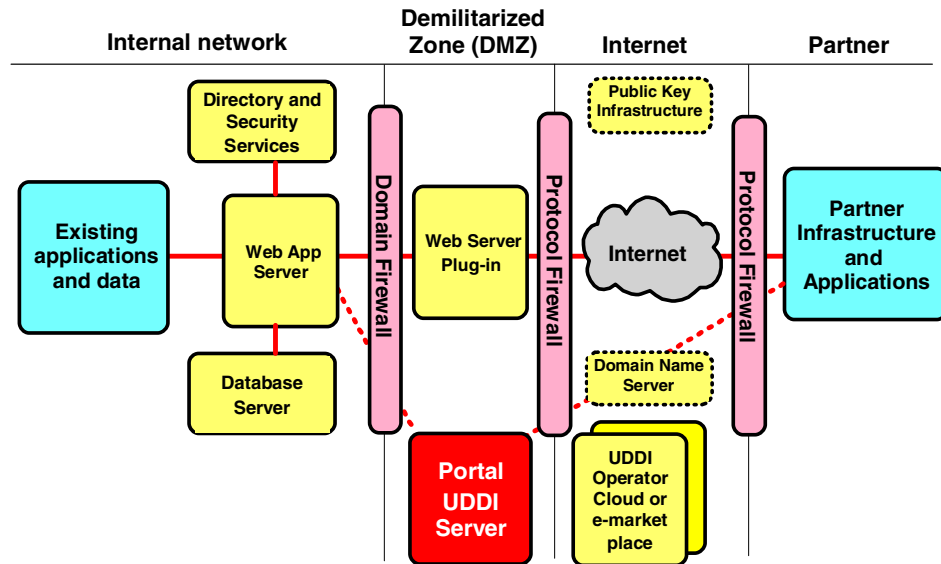 Internal network
Demilitarized
Zone (DMZ)
Internet
Partner
Directory and
Security
Services
Existing
applications
and data
Web App
Server
Database
Server
Domain Firewall
Web Server
Plug-in
Portal
UDDI
Server
Protocol Firewall
Public Key
Infrastructure
Internet
Domain Name
Server
UDDI
Operator
Cloud or
e-market
place
Protocol Firewall
Partner
Infrastructure
and
Applications